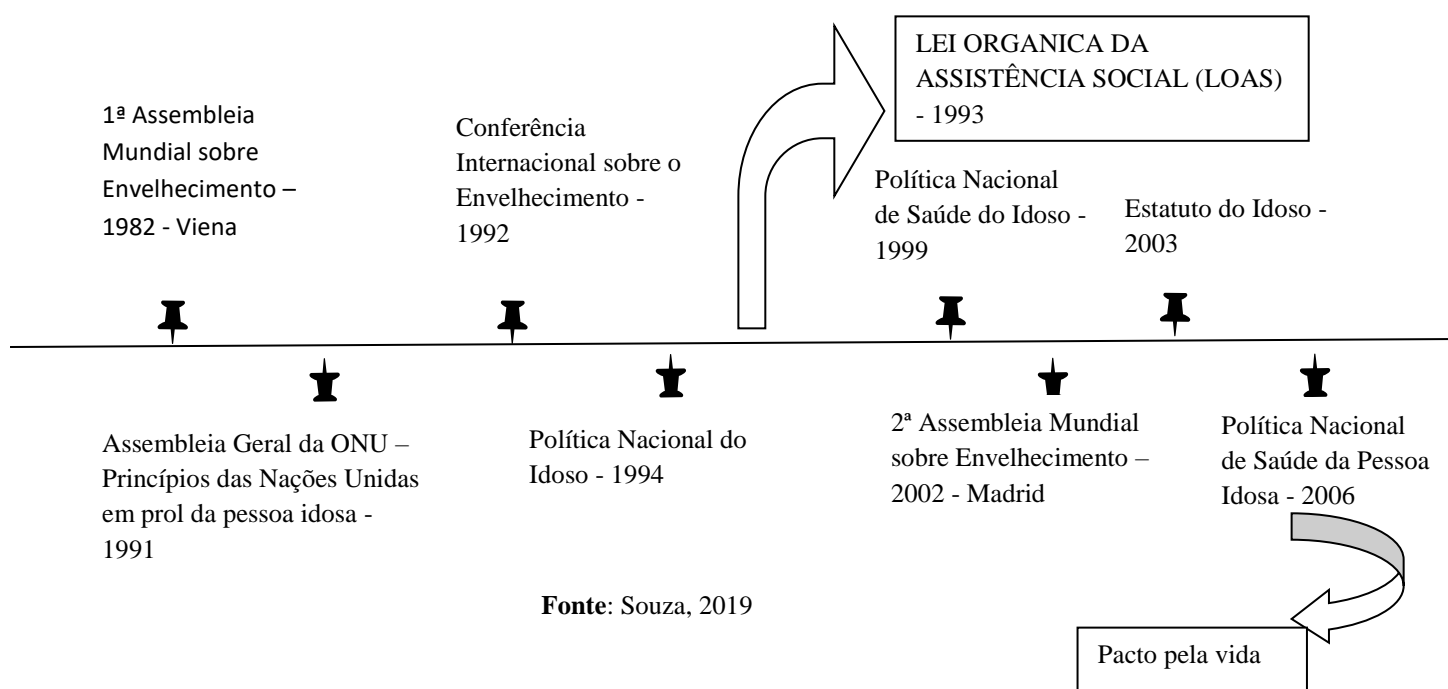 LEI ORGANICA DA
ASSISTÊNCIA SOCIAL (LOAS)
- 1993
1ª Assembleia
Mundial sobre
Envelhecimento –
1982 - Viena
Conferência
Internacional sobre o
Envelhecimento -
1992
Política Nacional
de Saúde do Idoso -
1999
Estatuto do Idoso -
2003
Assembleia Geral da ONU –
Princípios das Nações Unidas
em prol da pessoa idosa -
1991
Política Nacional do
Idoso - 1994
2ª Assembleia Mundial
sobre Envelhecimento –
2002 - Madrid
Política Nacional
de Saúde da Pessoa
Idosa - 2006
Fonte: Souza, 2019
Pacto pela vida